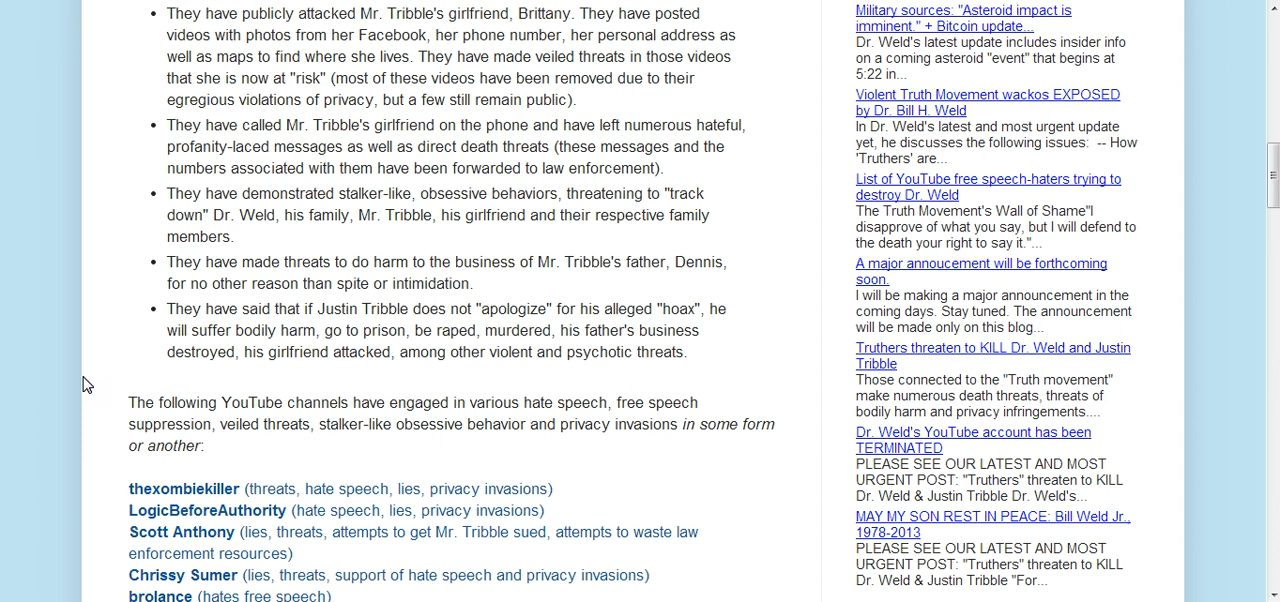 They have publicly attacked Mr. Tribble's girlfriend, Brittany. They have posted
videos with photos from her Facebook, her phone number, her personal address as
well as maps to find where she lives. They have made veiled threats in those videos
that she is now at "risk" (most of these videos have been removed due to their
egregious violations of privacy, but a few still remain public).
They have called Mr. Tribble's girlfriend on the phone and have left numerous hateful,
profanity-laced messages as well as direct death threats (these messages and the
numbers associated with them have been forwarded to law enforcement).
They have demonstrated stalker-like, obsessive behaviors, threatening to "track
down" Dr. Weld, his family, Mr. Tribble, his girlfriend and their respective family
members.
They have made threats to do harm to the business of Mr. Tribble's father, Dennis,
for no other reason than spite or intimidation.
They have said that if Justin Tribble does not "apologize" for his alleged "hoax", he
will suffer bodily harm, go to prison, be raped, murdered, his father's business
destroyed, his girlfriend attacked, among other violent and psychotic threats.
The following YouTube channels have engaged in various hate speech, free speech
suppression, veiled threats, stalker-like obsessive behavior and privacy invasions in some form
or another:
thexombiekiller (threats, hate speech, lies, privacy invasions)
LogicBeforeAuthority (hate speech, lies, privacy invasions)
Scott Anthony (lies, threats, attempts to get Mr. Tribble sued, attempts to waste law
enforcement resources)
Chrissy Sumer (lies, threats, support of hate speech and privacy invasions)
brolance (hates free speech)
Military sources: "Asteroid impact is
imminent." + Bitcoin update...
Dr. Weld's latest update includes insider info
on a coming asteroid "event" that begins at
5:22 in...
Violent Truth Movement wackos EXPOSED
by Dr. Bill H. Weld
In Dr. Weld's latest and most urgent update
yet, he discusses the following issues:  -- How
'Truthers' are...
List of YouTube free speech-haters trying to
destroy Dr. Weld
The Truth Movement's Wall of Shame"I
disapprove of what you say, but I will defend to
the death your right to say it."...
A major annoucement will be forthcoming
soon.
I will be making a major announcement in the
coming days. Stay tuned. The announcement
will be made only on this blog...
Truthers threaten to KILL Dr. Weld and Justin
Tribble
Those connected to the "Truth movement"
make numerous death threats, threats of
bodily harm and privacy infringements....
Dr. Weld's YouTube account has been
TERMINATED
PLEASE SEE OUR LATEST AND MOST
URGENT POST: "Truthers" threaten to KILL
Dr. Weld & Justin Tribble Dr. Weld's...
MAY MY SON REST IN PEACE: Bill Weld Jr.,
1978-2013
PLEASE SEE OUR LATEST AND MOST
URGENT POST: "Truthers" threaten to KILL
Dr. Weld & Justin Tribble "For...